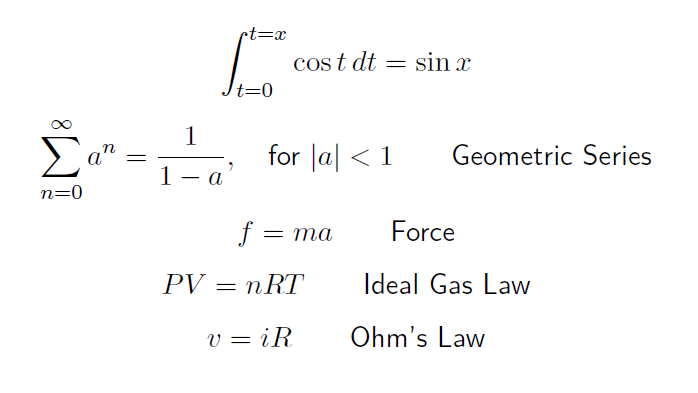 ∫_{t=0}^{t=x} cos t dt = sin x
∑_{n=0}^{∞} a^n = 1/(1 − a), for |a| < 1 Geometric Series
f = ma Force
PV = nRT Ideal Gas Law
v = iR Ohm's Law